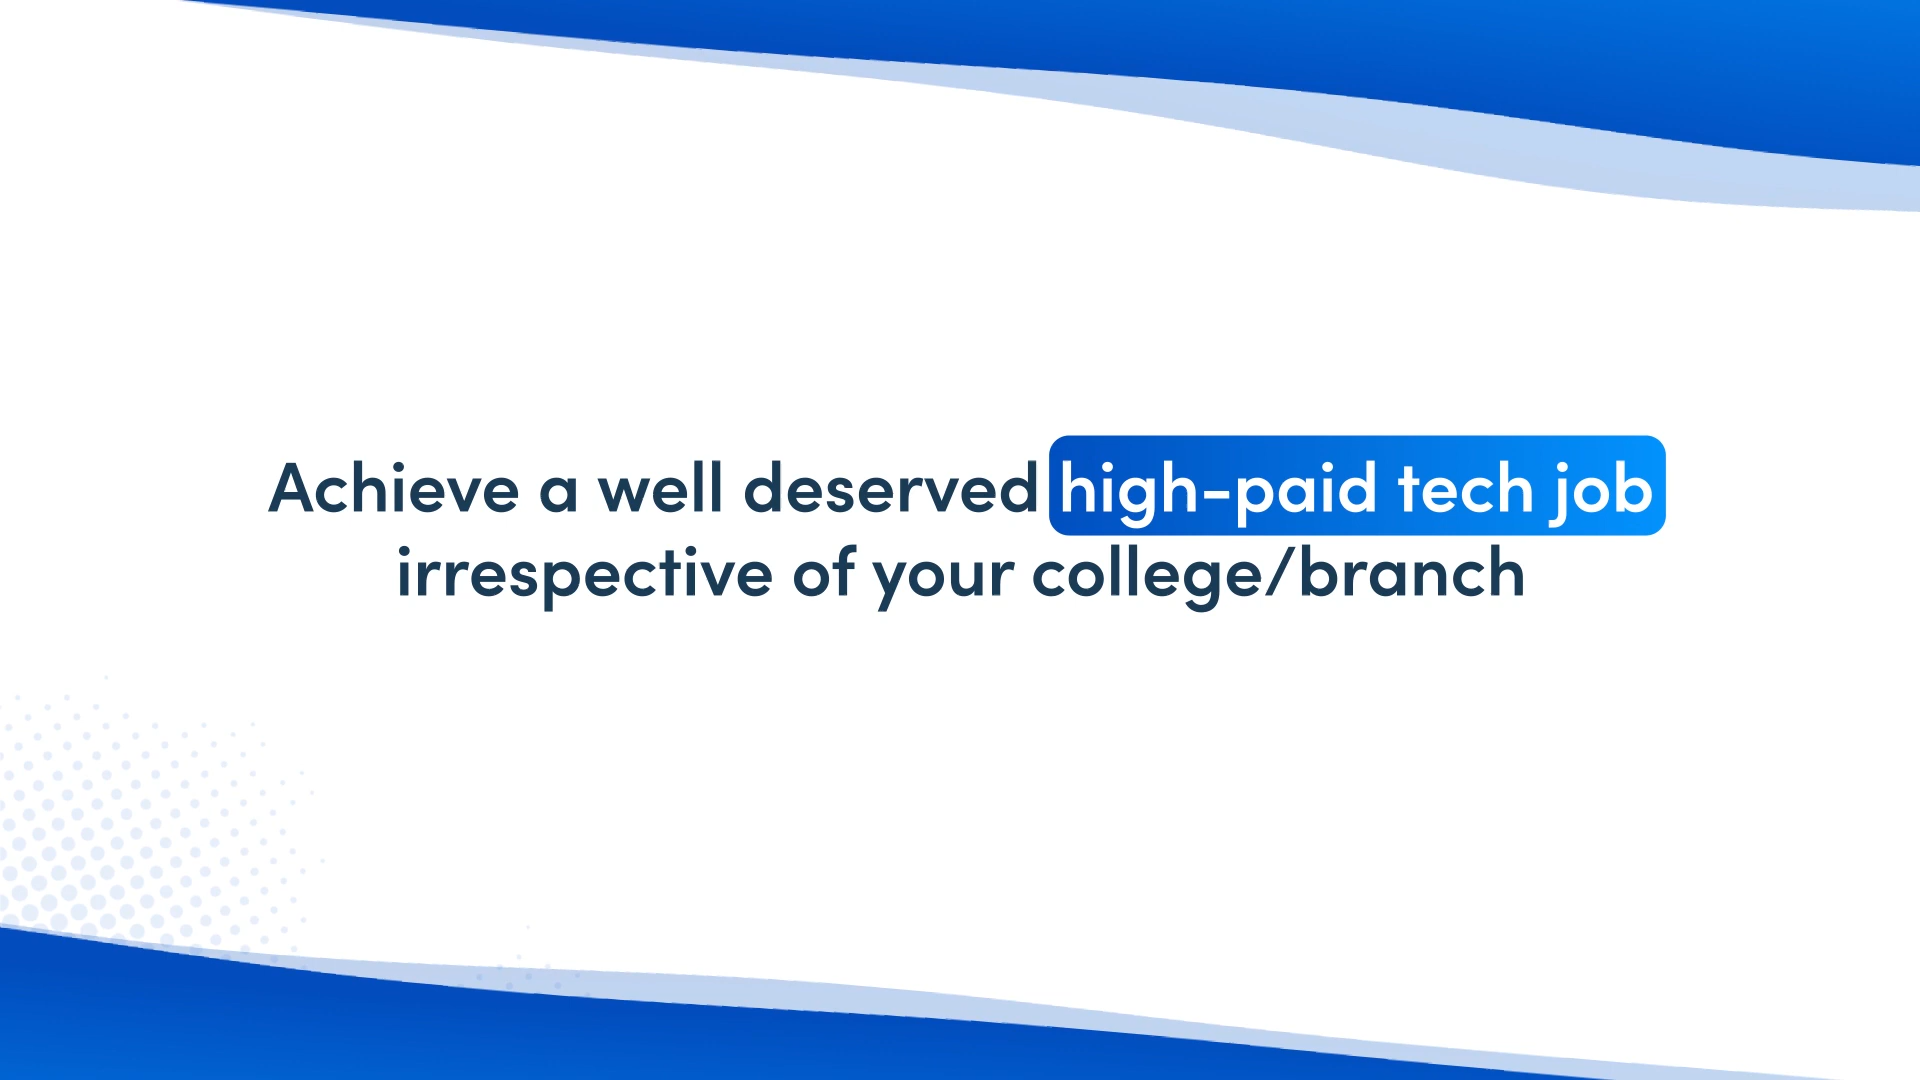 Achieve a well deserved high-paid tech job
irrespective of your college/branch